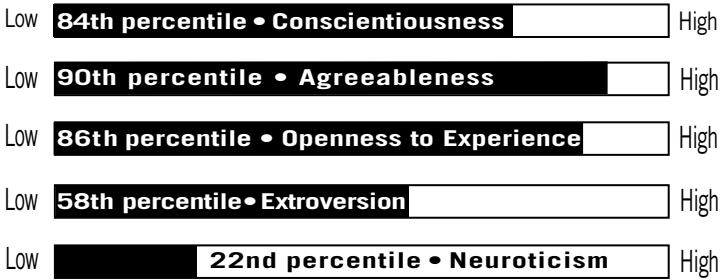 Low 84th percentile • Conscientiousness High
Low 90th percentile • Agreeableness High
Low 86th percentile • Openness to Experience High
Low 58th percentile• Extroversion High
Low 22nd percentile • Neuroticism High